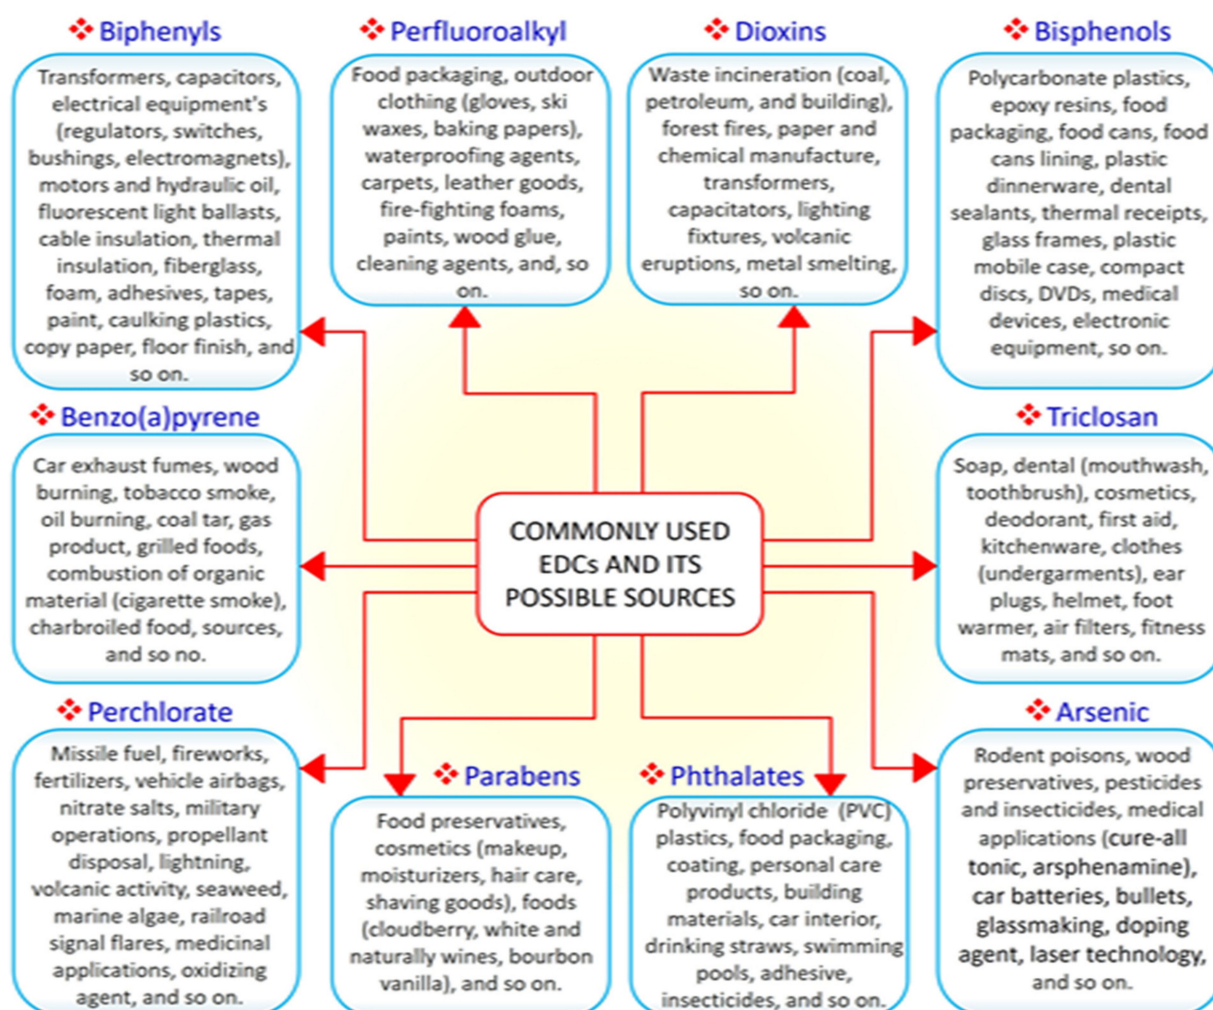 Biphenyls
Transformers, capacitors,
electrical equipment's
(regulators, switches,
bushings, electromagnets),
motors and hydraulic oil,
fluorescent light ballasts,
cable insulation, thermal
insulation, fiberglass,
foam, adhesives, tapes,
paint, caulking plastics,
copy paper, floor finish, and
so on.
Perfluoroalkyl
Food packaging, outdoor
clothing (gloves, ski
waxes, baking papers),
waterproofing agents,
carpets, leather goods,
fire-fighting foams,
paints, wood glue,
cleaning agents, and, so
on.
Dioxins
Waste incineration (coal,
petroleum, and building),
forest fires, paper and
chemical manufacture,
transformers,
capacitators, lighting
fixtures, volcanic
eruptions, metal smelting,
so on.
Bisphenols
Polycarbonate plastics,
epoxy resins, food
packaging, food cans, food
cans lining, plastic
dinnerware, dental
sealants, thermal receipts,
glass frames, plastic
mobile case, compact
discs, DVDs, medical
devices, electronic
equipment, so on.
Benzo(a)pyrene
Car exhaust fumes, wood
burning, tobacco smoke,
oil burning, coal tar, gas
product, grilled foods,
combustion of organic
material (cigarette smoke),
charbroiled food, sources,
and so no.
COMMONLY USED
EDCs AND ITS
POSSIBLE SOURCES
Triclosan
Soap, dental (mouthwash,
toothbrush), cosmetics,
deodorant, first aid,
kitchenware, clothes
(undergarments), ear
plugs, helmet, foot
warmer, air filters, fitness
mats, and so on.
Perchlorate
Missile fuel, fireworks,
fertilizers, vehicle airbags,
nitrate salts, military
operations, propellant
disposal, lightning,
volcanic activity, seaweed,
marine algae, railroad
signal flares, medicinal
applications, oxidizing
agent, and so on.
Parabens
Food preservatives,
cosmetics (makeup,
moisturizers, hair care,
shaving goods), foods
(cloudberry, white and
naturally wines, bourbon
vanilla), and so on.
Phthalates
Polyvinyl chloride (PVC)
plastics, food packaging,
coating, personal care
products, building
materials, car interior,
drinking straws, swimming
pools, adhesive,
insecticides, and so on.
Arsenic
Rodent poisons, wood
preservatives, pesticides
and insecticides, medical
applications (cure-all
tonic, arsphenamine),
car batteries, bullets,
glassmaking, doping
agent, laser technology,
and so on.